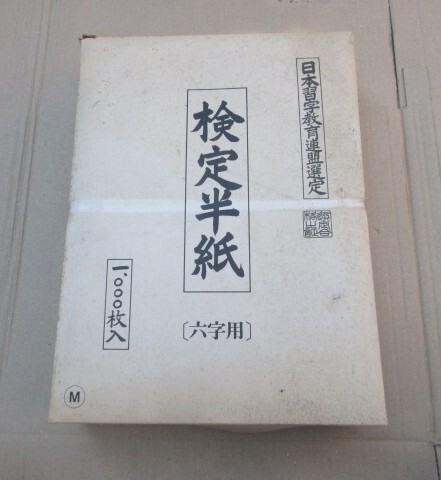 日本習字教育連盟選定
検定半紙
〔六字用〕
一、〇〇〇枚入
M